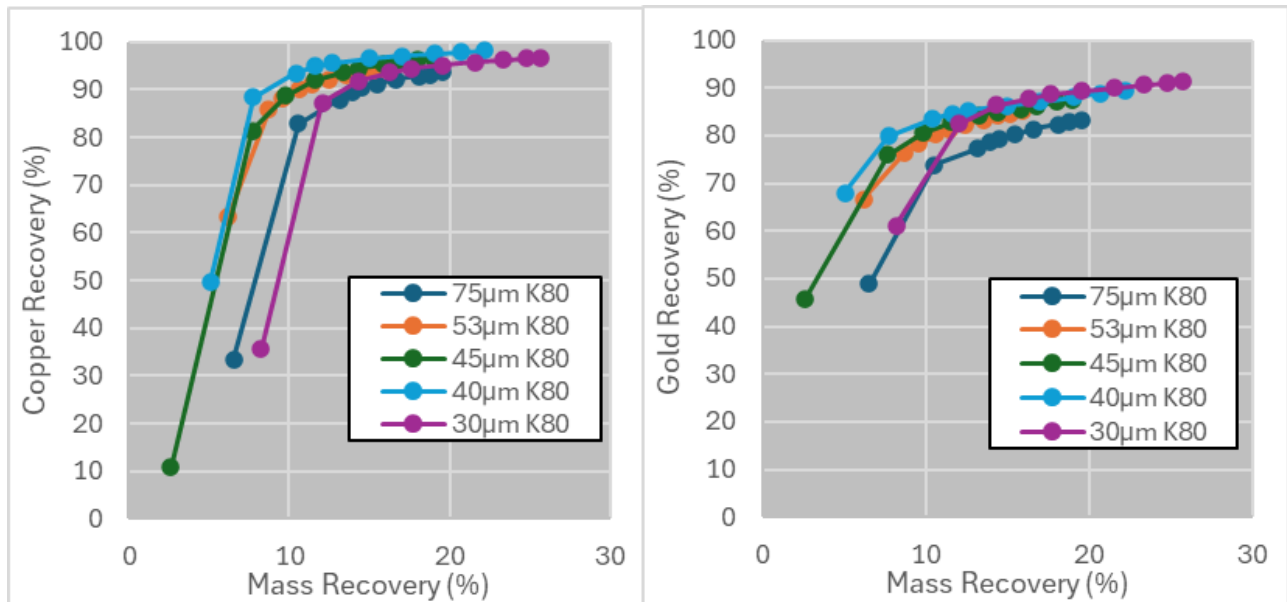 Copper Recovery (%)
100
90
80
70
60
50
40
30
20
10
0
0 10 20 30
Mass Recovery (%)
75µm K80
53µm K80
45µm K80
40µm K80
30µm K80
Gold Recovery (%)
100
90
80
70
60
50
40
30
20
10
0
0 10 20 30
Mass Recovery (%)
75µm K80
53µm K80
45µm K80
40µm K80
30µm K80